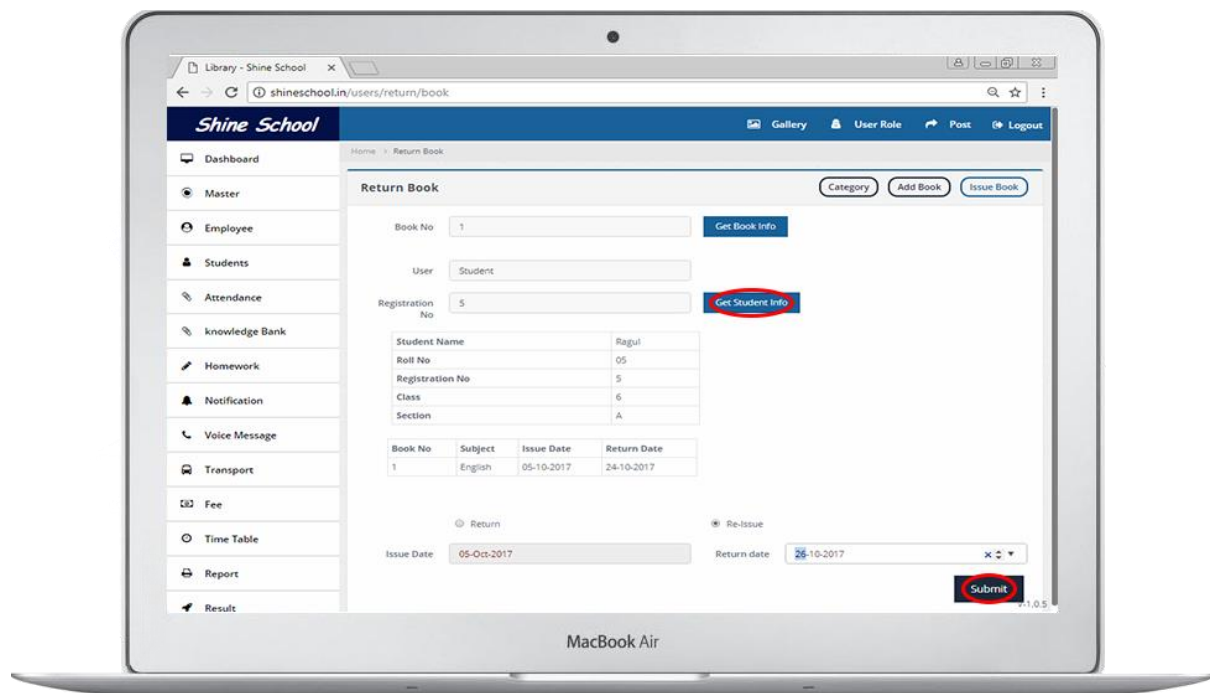 Library - Shine School
shineschool.in/users/return/book
Shine School
Gallery User Role Post Logout
Home > Return Book
Dashboard
Master
Employee
Students
Attendance
knowledge Bank
Homework
Notification
Voice Message
Transport
Fee
Time Table
Report
Result
Return Book
Category Add Book Issue Book
Book No 1 Get Book Info
User Student
Registration No 5 Get Student Info
Student Name Ragul
Roll No 05
Registration No 5
Class 6
Section A
Book No Subject Issue Date Return Date
1 English 05-10-2017 24-10-2017
Return Re-Issue
Issue Date 05-Oct-2017 Return date 26-10-2017
Submit
V-1.0.5
MacBook Air